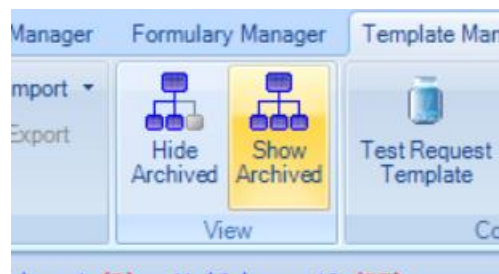 Manager Formulary Manager Template Man
mport
Export
Hide Archived
Show Archived
Test Request Template
View
Co